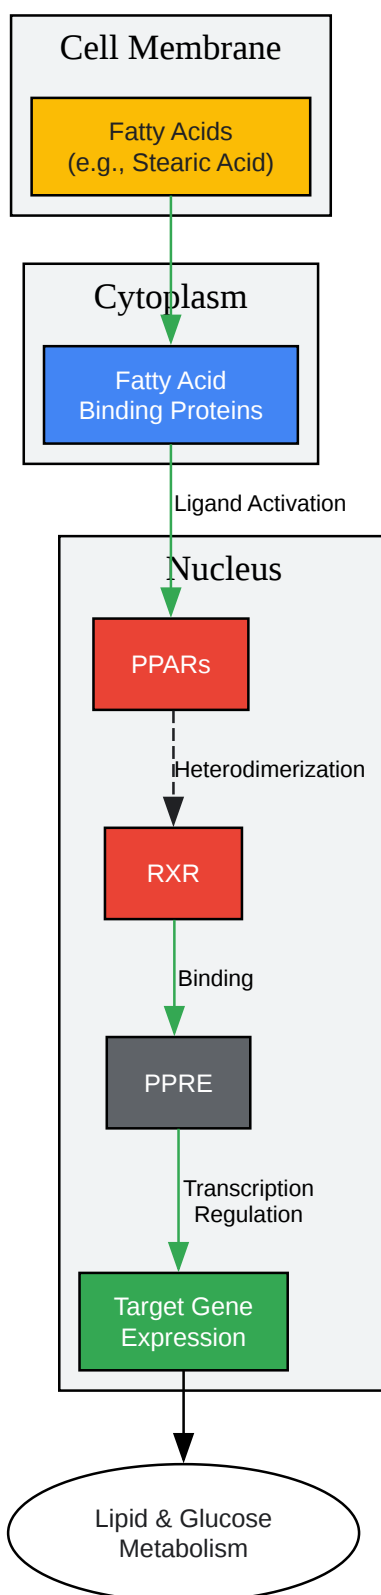 Cell Membrane
Fatty Acids
(e.g., Stearic Acid)
Cytoplasm
Fatty Acid
Binding Proteins
Ligand Activation
Nucleus
PPARs
Heterodimerization
RXR
Binding
PPRE
Transcription
Regulation
Target Gene
Expression
Lipid & Glucose
Metabolism